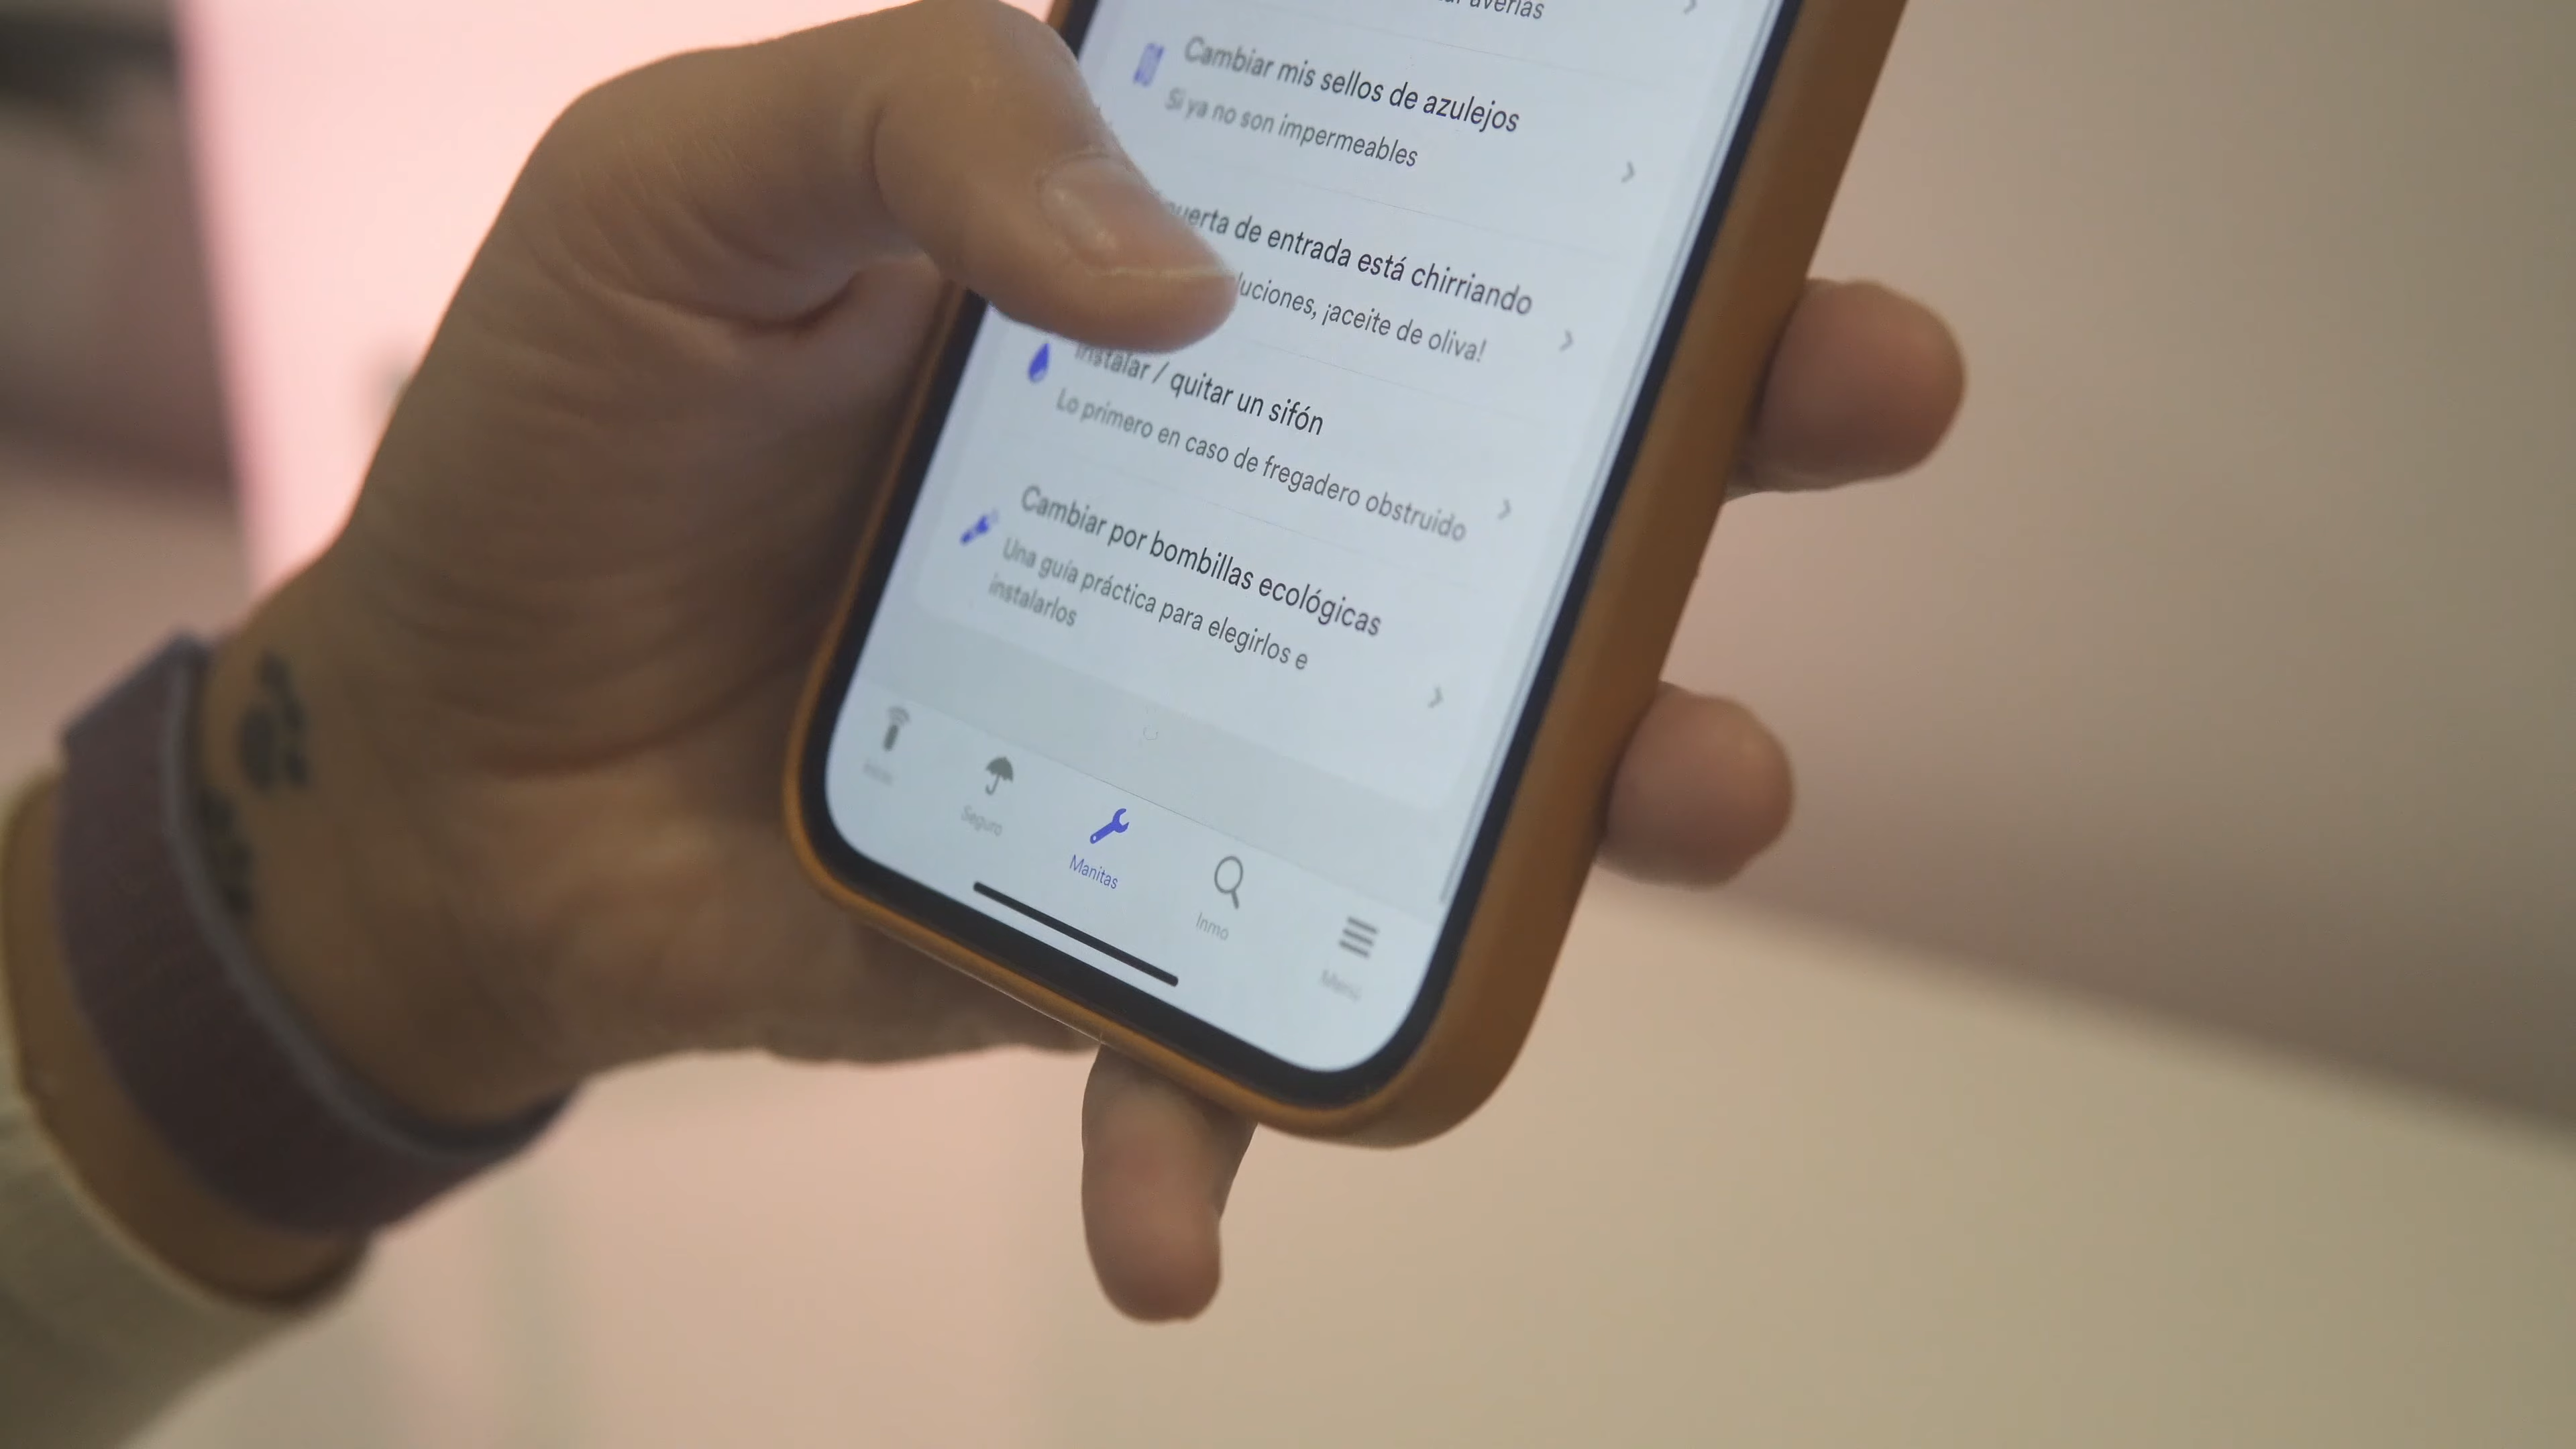 averías
Cambiar mis sellos de azulejos
Si ya no son impermeables
de entrada está chirriando
¡aceite de oliva!
Instalar / quitar un sifón
Lo primero en caso de fregadero obstruido
Cambiar por bombillas ecológicas
Una guía práctica para elegirlos e
instalarlos
Seguro
Manitas
Inmo
Menú